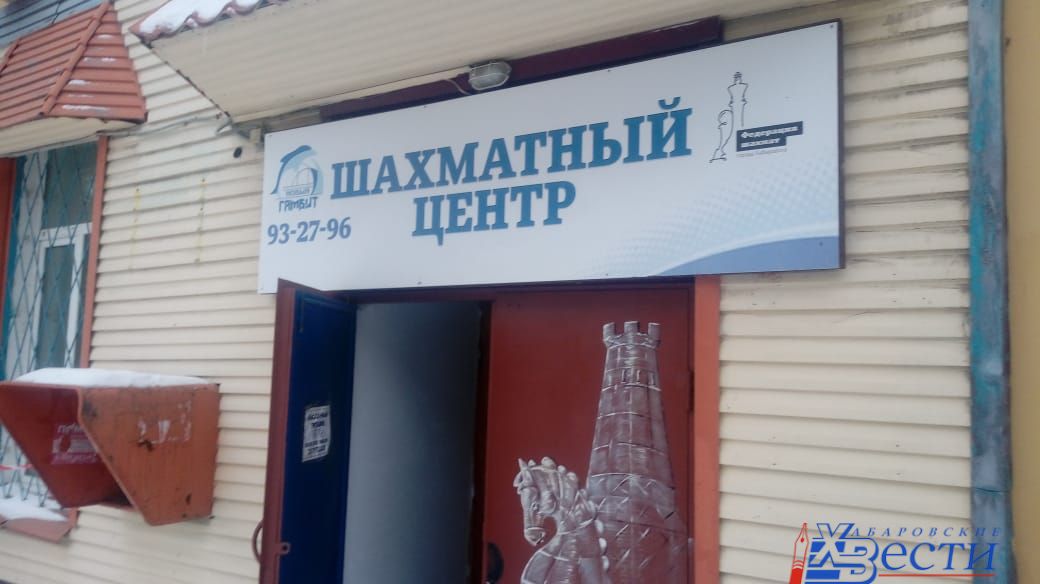 ШАХМАТНЫЙ
ЦЕНТР
НОВЫЙ
ГАМБИТ
93-27-96
Федерация
шахмат
ХАБАРОВСКИЕ
ВЕСТИ